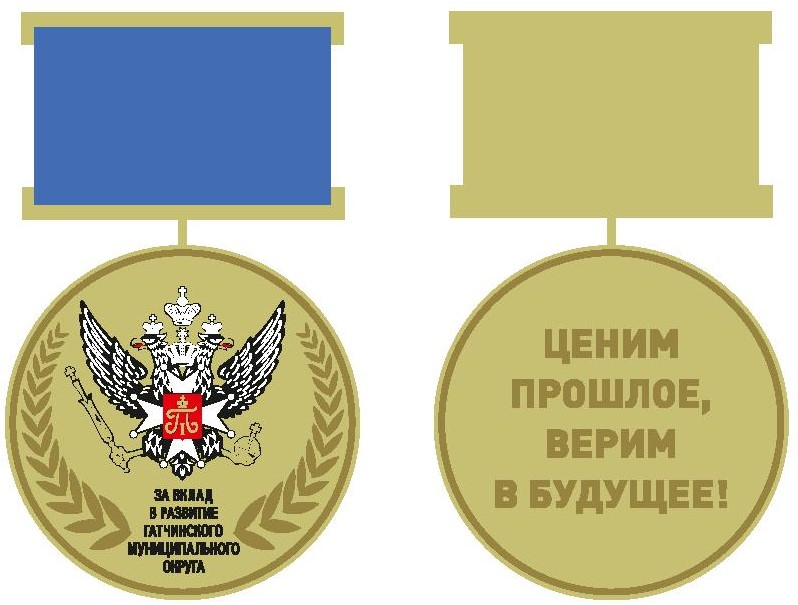 ЗА ВКЛАД
В РАЗВИТИЕ
ГАТЧИНСКОГО
МУНИЦИПАЛЬНОГО
ОКРУГА
ЦЕНИМ
ПРОШЛОЕ,
ВЕРИМ
В БУДУЩЕЕ!